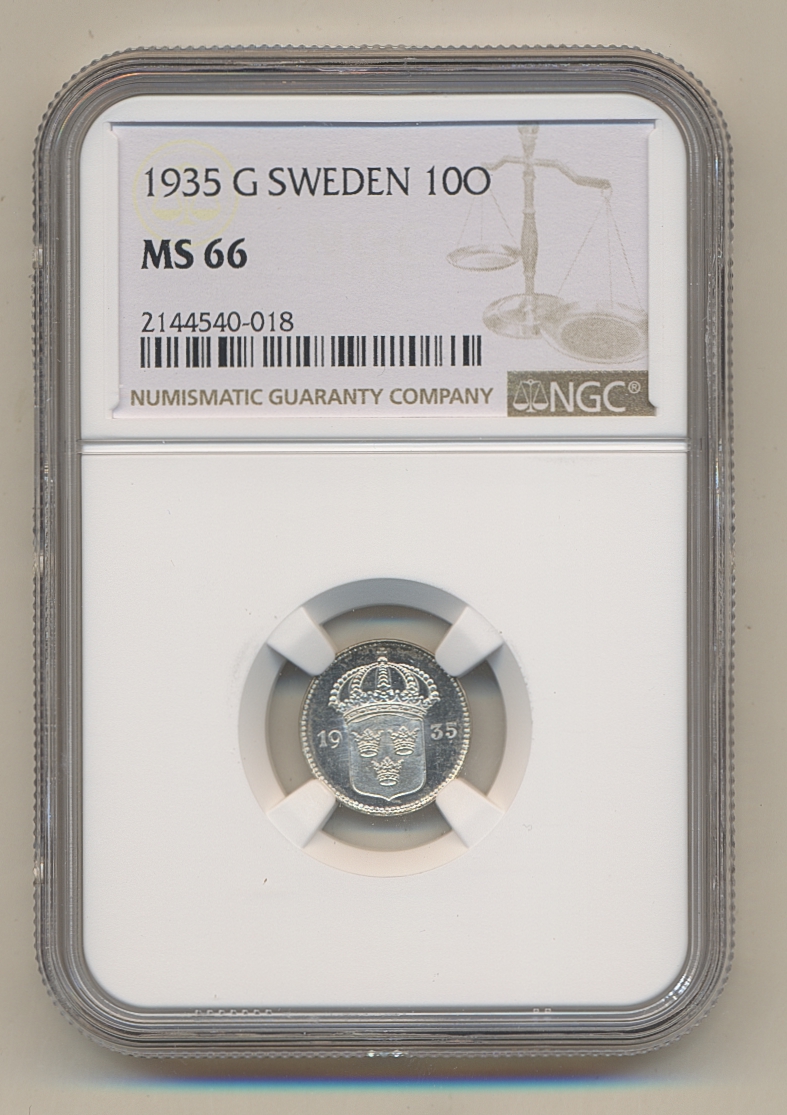 1935 G SWEDEN 10O
MS 66
2144540-018
NUMISMATIC GUARANTY COMPANY
NGC®
19 35